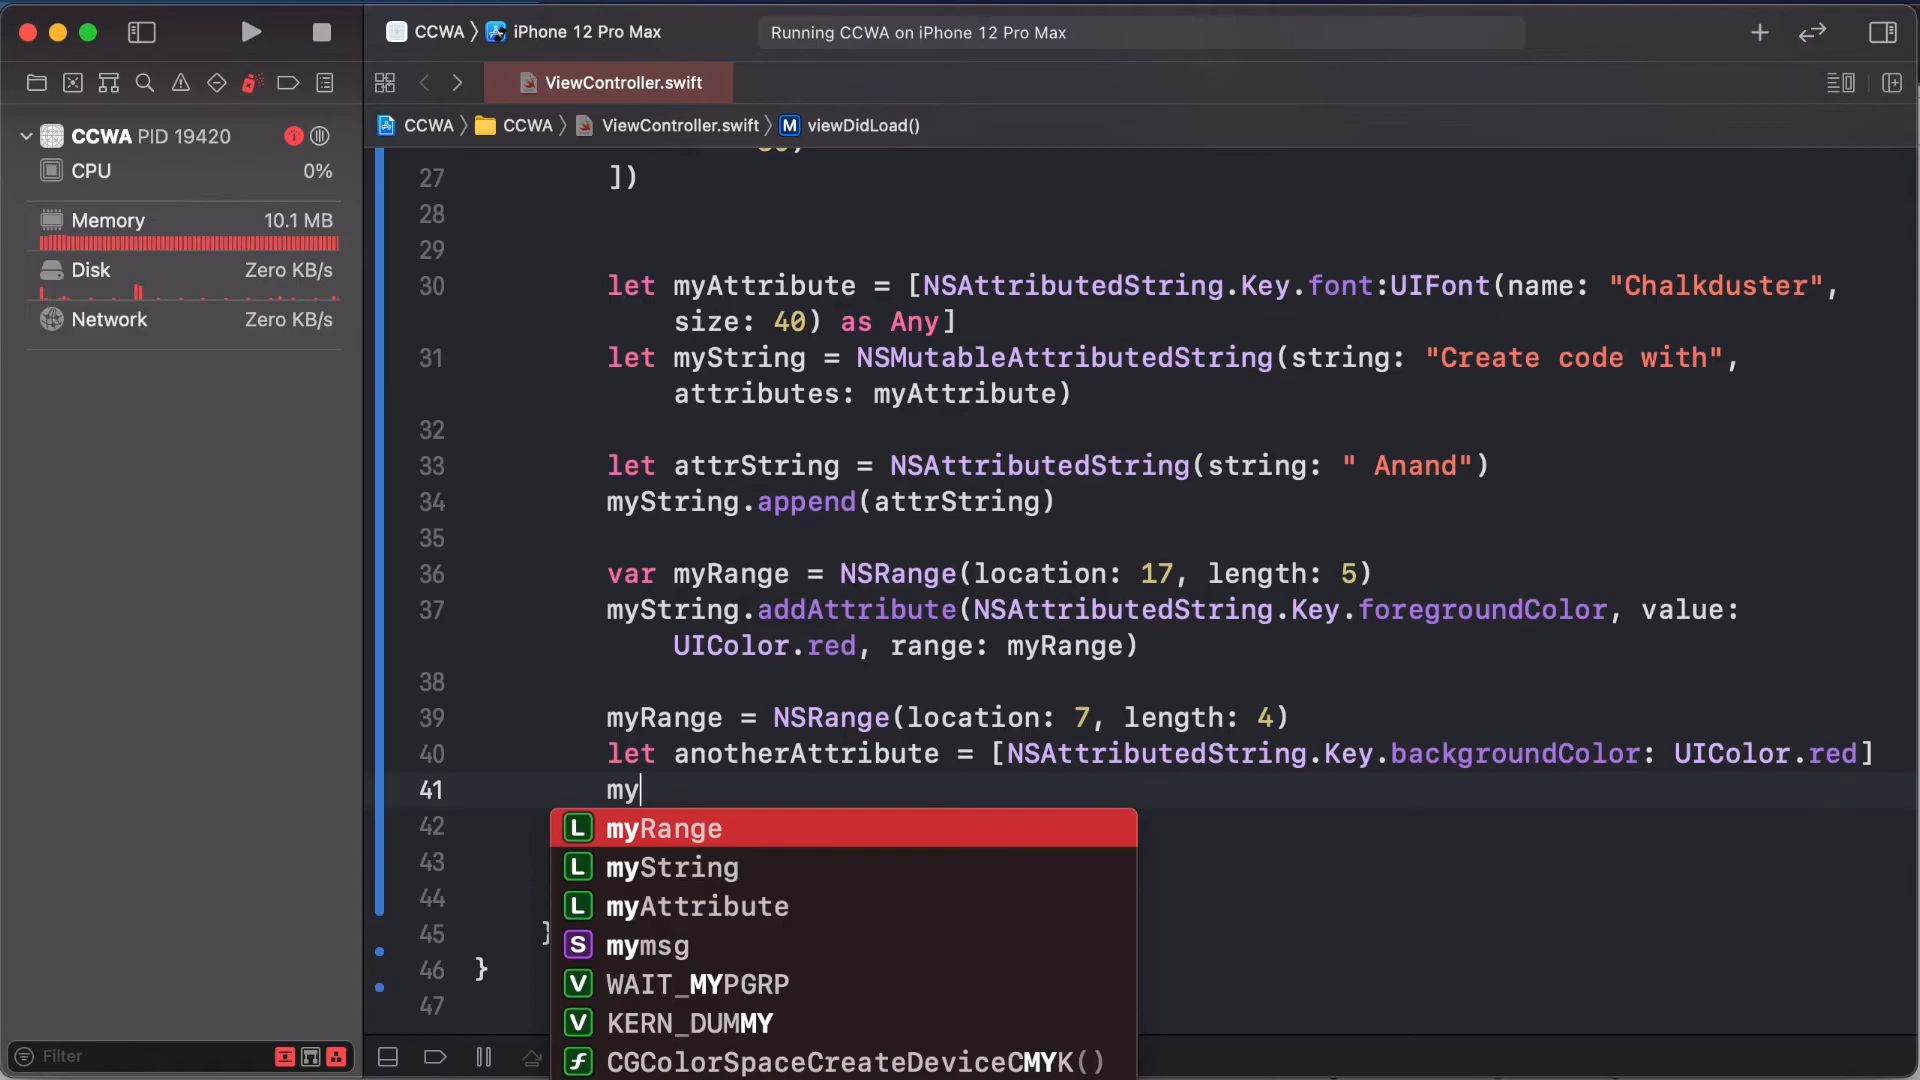 CCWA 〉 iPhone 12 Pro Max
Running CCWA on iPhone 12 Pro Max
ViewController.swift
CCWA 〉 CCWA 〉 ViewController.swift 〉 M viewDidLoad()
CCWA PID 19420
CPU 0%
Memory 10.1 MB
Disk Zero KB/s
Network Zero KB/s
27 ])
28
29
30 let myAttribute = [NSAttributedString.Key.font:UIFont(name: "Chalkduster",
size: 40) as Any]
31 let myString = NSMutableAttributedString(string: "Create code with",
attributes: myAttribute)
32
33 let attrString = NSAttributedString(string: " Anand")
34 myString.append(attrString)
35
36 var myRange = NSRange(location: 17, length: 5)
37 myString.addAttribute(NSAttributedString.Key.foregroundColor, value:
UIColor.red, range: myRange)
38
39 myRange = NSRange(location: 7, length: 4)
40 let anotherAttribute = [NSAttributedString.Key.backgroundColor: UIColor.red]
41 my
42
43
44
45 }
46 }
47
L myRange
L myString
L myAttribute
S mymsg
V WAIT_MYPGRP
V KERN_DUMMY
f CGColorSpaceCreateDeviceCMYK()
Filter